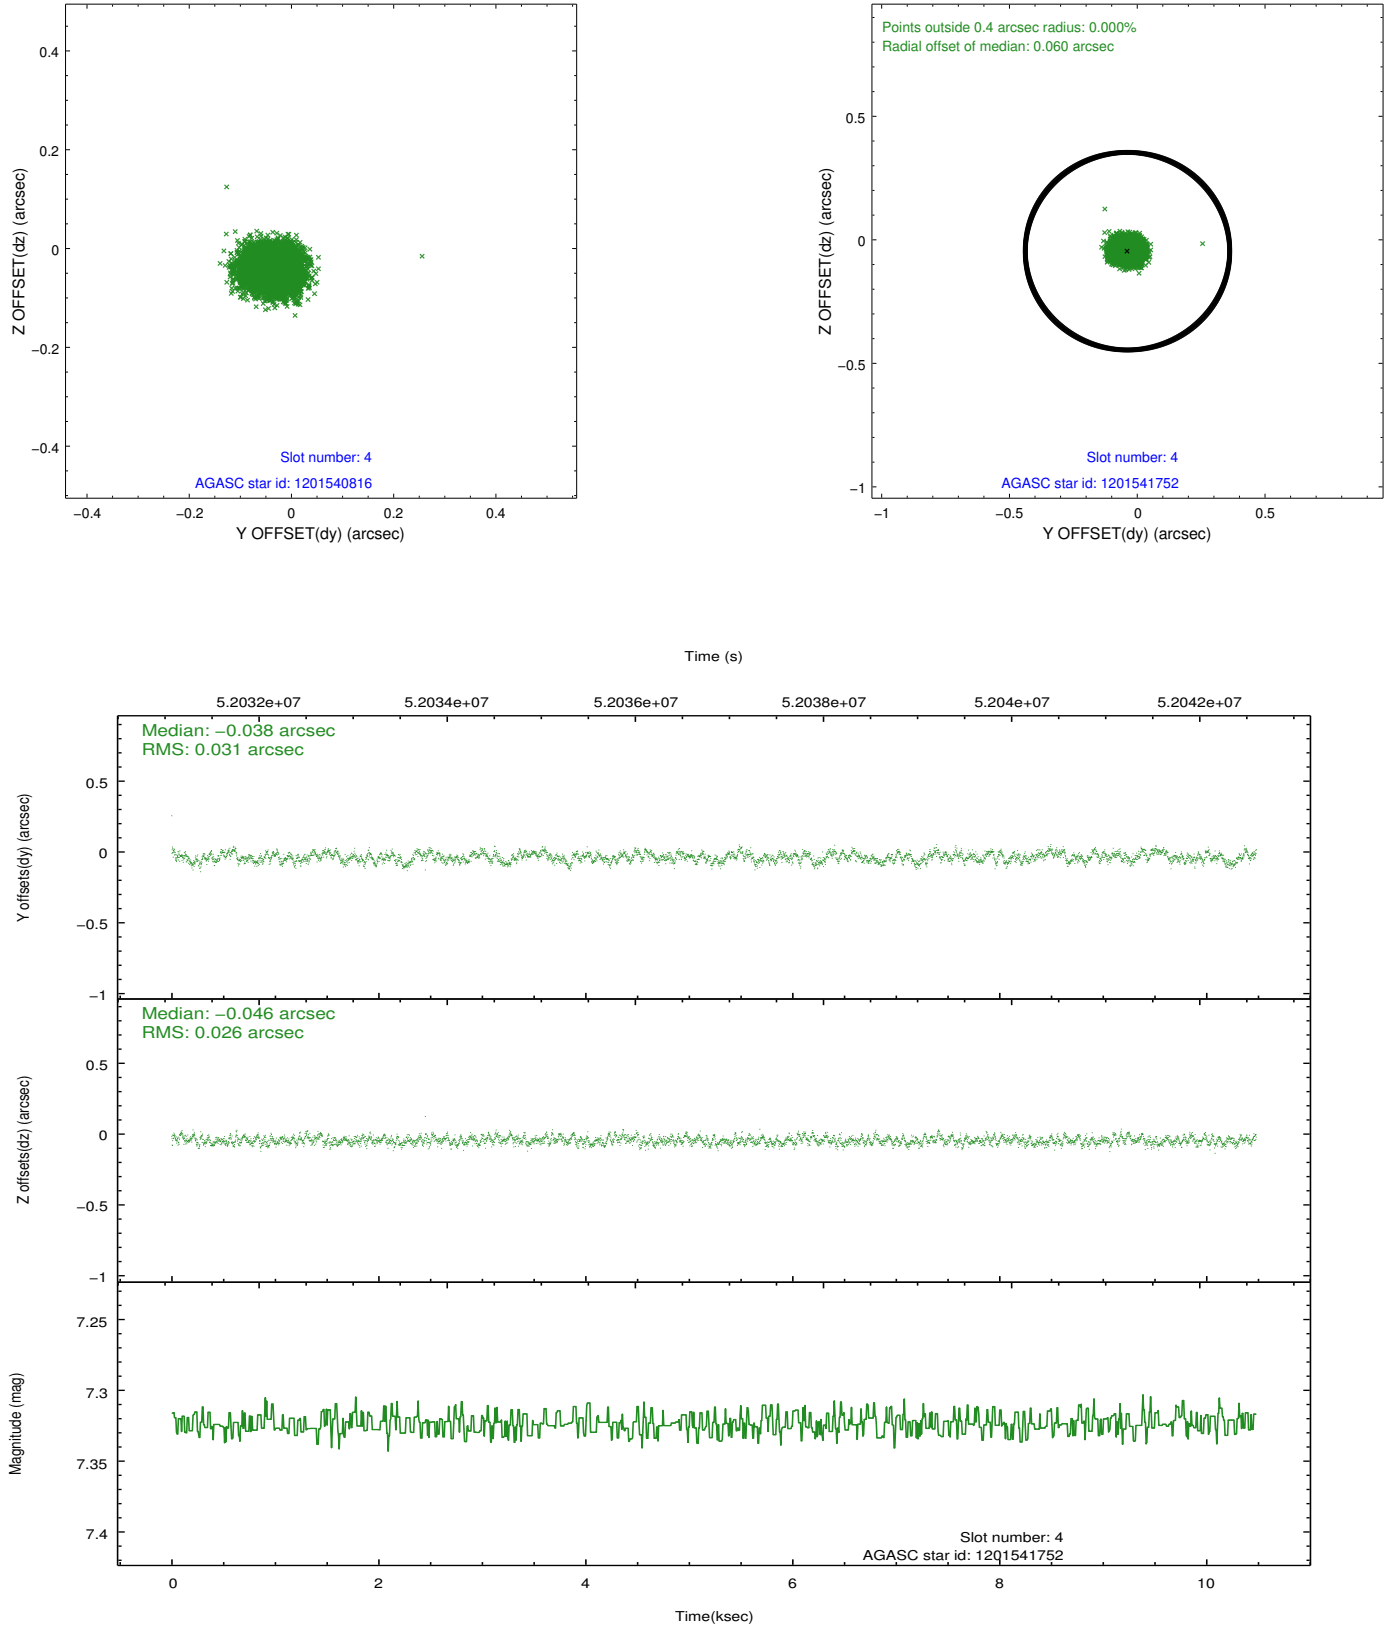 0.4
0.2
0
−0.2
−0.4
Z OFFSET(dz) (arcsec)
Slot number: 4
AGASC star id: 1201540816
−0.4 −0.2 0 0.2 0.4
Y OFFSET(dy) (arcsec)
Points outside 0.4 arcsec radius: 0.000%
Radial offset of median: 0.060 arcsec
0.5
0
−0.5
−1
Z OFFSET(dz) (arcsec)
Slot number: 4
AGASC star id: 1201541752
−1 −0.5 0 0.5
Y OFFSET(dy) (arcsec)
Time (s)
5.2032e+07 5.2034e+07 5.2036e+07 5.2038e+07 5.204e+07 5.2042e+07
Median: −0.038 arcsec
RMS: 0.031 arcsec
0.5
0
−0.5
−1
Y offsets(dy) (arcsec)
Median: −0.046 arcsec
RMS: 0.026 arcsec
0.5
0
−0.5
−1
Z offsets(dz) (arcsec)
7.25
7.3
7.35
7.4
Magnitude (mag)
Slot number: 4
AGASC star id: 1201541752
0 2 4 6 8 10
Time(ksec)